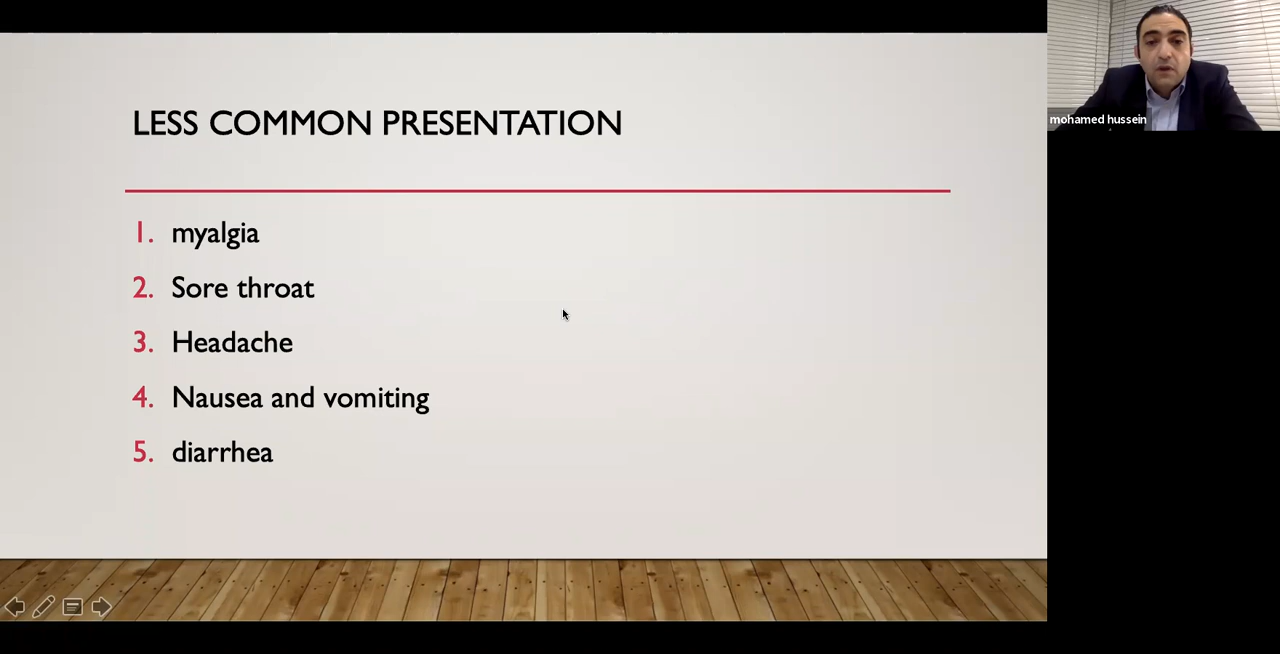 LESS COMMON PRESENTATION
1. myalgia
2. Sore throat
3. Headache
4. Nausea and vomiting
5. diarrhea
mohamed hussein